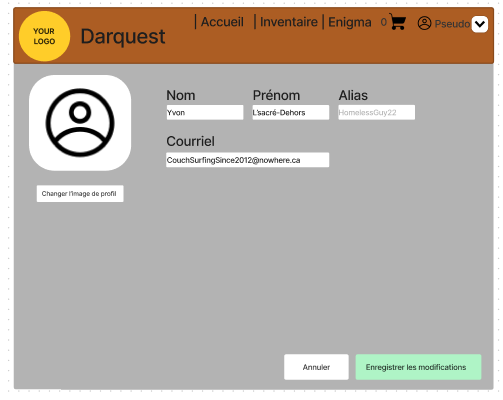 YOUR
LOGO
Darquest
| Accueil | Inventaire | Enigma 0 Pseudo
Nom Prénom Alias
Yvon L'sacré-Dehors HomelessGuy22
Courriel
CouchSurfingSince2012@nowhere.ca
Changer l'image de profil
Annuler Enregistrer les modifications